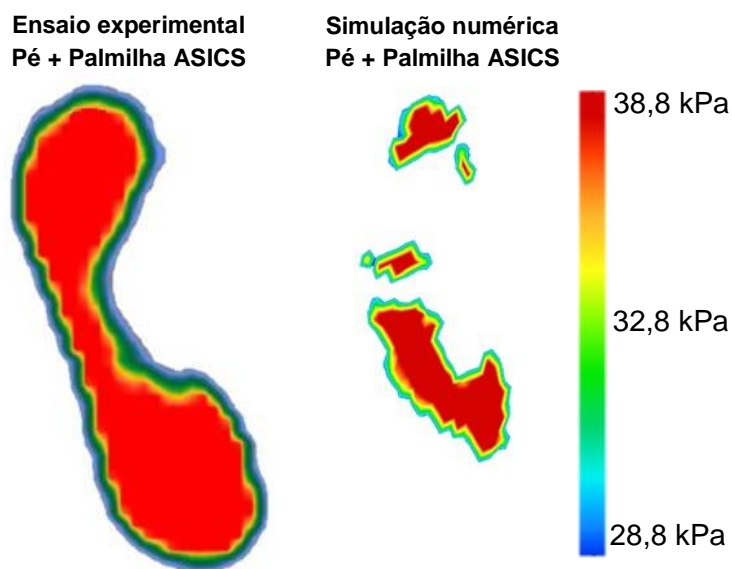 Ensaio experimental
Pé + Palmilha ASICS
Simulação numérica
Pé + Palmilha ASICS
38,8 kPa
32,8 kPa
28,8 kPa